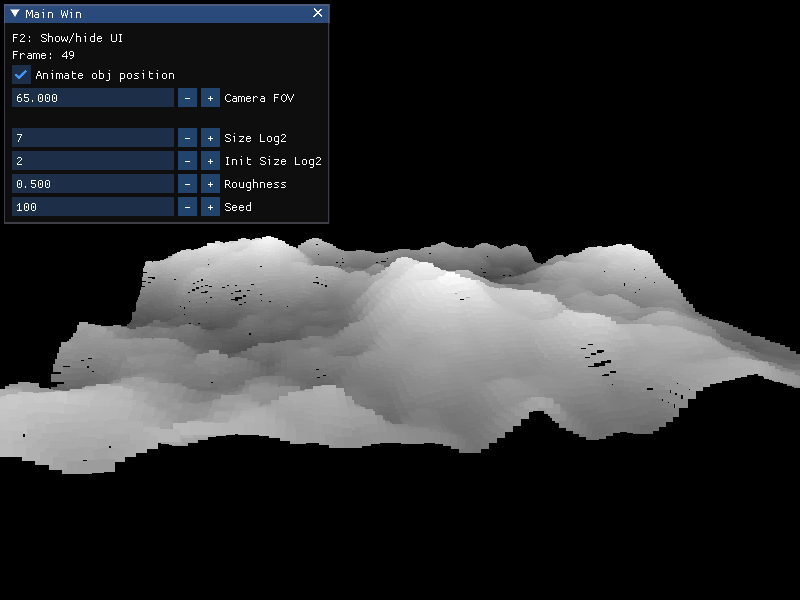 Main Win
F2: Show/hide UI
Frame: 49
Animate obj position
65.000 - + Camera FOV
7 - + Size Log2
2 - + Init Size Log2
0.500 - + Roughness
100 - + Seed